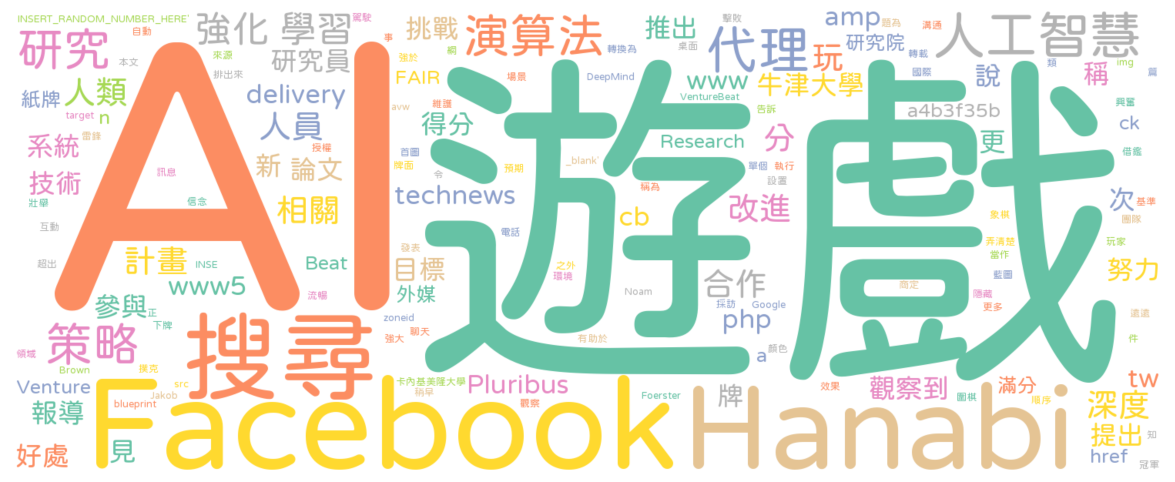 INSERT_RANDOM_NUMBER_HERE'
駕駛
自動
研究
強化 學習
來源
本文
排出來
研究員
事
挑戰
強於
網
演算法
轉換為
擊敗
桌面
推出
代理
玩
amp
題為
溝通
研究院
轉載
國際
人工智慧
類
img
篇
紙牌
人類
target
n
雷鋒
delivery
人員
授權
FAIR
場景
avw
維護
得分
首圖
牌面
DeepMind
www
VentureBeat
牛津大學
告訴
說
稱
a4b3f35b
興奮
ck
借鑑
系統
技術
訊息
新
論文
Research
分
單個
執行
設置
更
AI
遊戲
預期
_blank'
令
稱為
technews
改進
次
基準
團隊
壯舉
信念
相關
cb
象棋
弄清楚
當作
玩家
互動
電話
超出
計畫
INSE
Beat
發表
目標
之外
環境
合作
採訪
Google
藍圖
商定
隱藏
更多
努力
www5
流暢
外媒
Noam
php
遣遣
參與
正
下牌
zoneid
強大
聊天
有助於
a
顏色
件
領域
策略
搜尋
Brown
撲克
src
Jakob
卡內基美隆大學
稍早
Pluribus
觀察到
效果
圍棋
滿分
程序
tw
Venture
blueprint
報導
觀察
Foerster
牌
深度
提出
好處
見
Facebook
Hanabi
href
知
冠軍